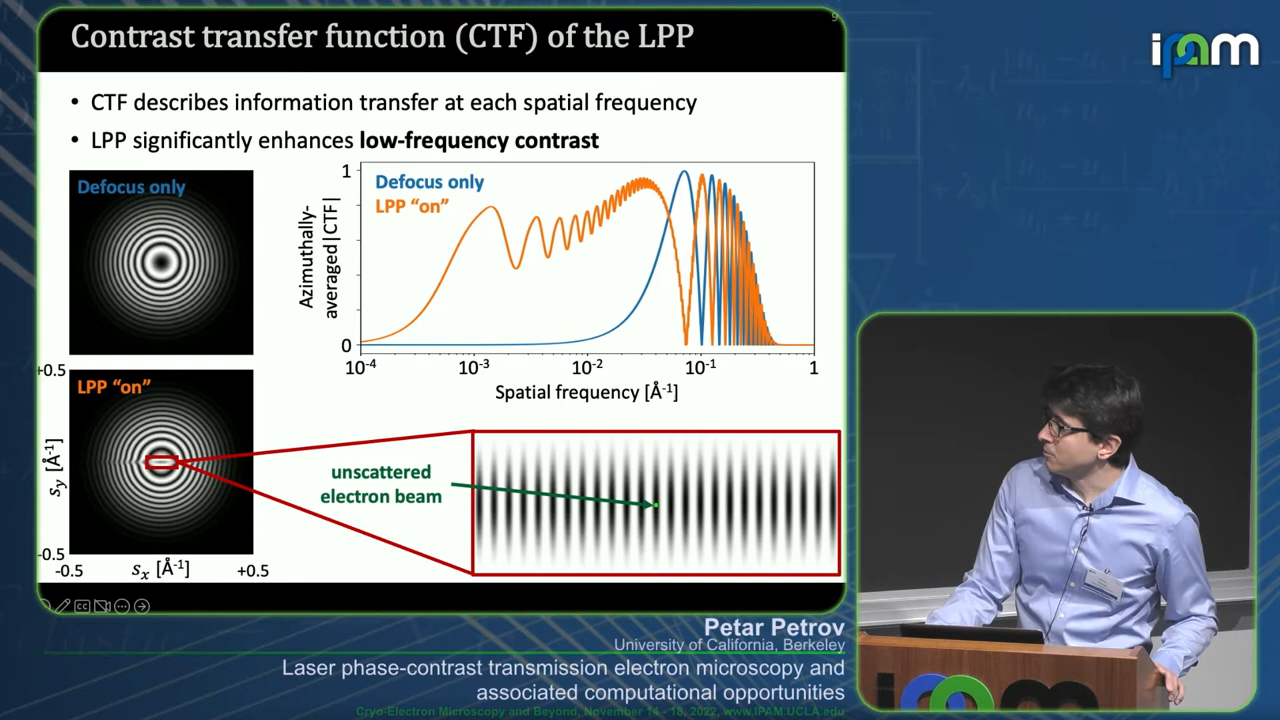 Contrast transfer function (CTF) of the LPP
9
ipam
• CTF describes information transfer at each spatial frequency
• LPP significantly enhances low-frequency contrast
Defocus only
LPP "on"
+0.5
-0.5
s_y [Å⁻¹]
-0.5
s_x [Å⁻¹]
+0.5
Azimuthally-
averaged|CTF|
1
0
Defocus only
LPP "on"
10⁻⁴
10⁻³
10⁻²
10⁻¹
1
Spatial frequency [Å⁻¹]
unscattered
electron beam
CC
Petar Petrov
University of California, Berkeley
Laser phase-contrast transmission electron microscopy and
associated computational opportunities
Cryo-Electron Microscopy and Beyond, November 14 - 18, 2022, www.IPAM.UCLA.edu